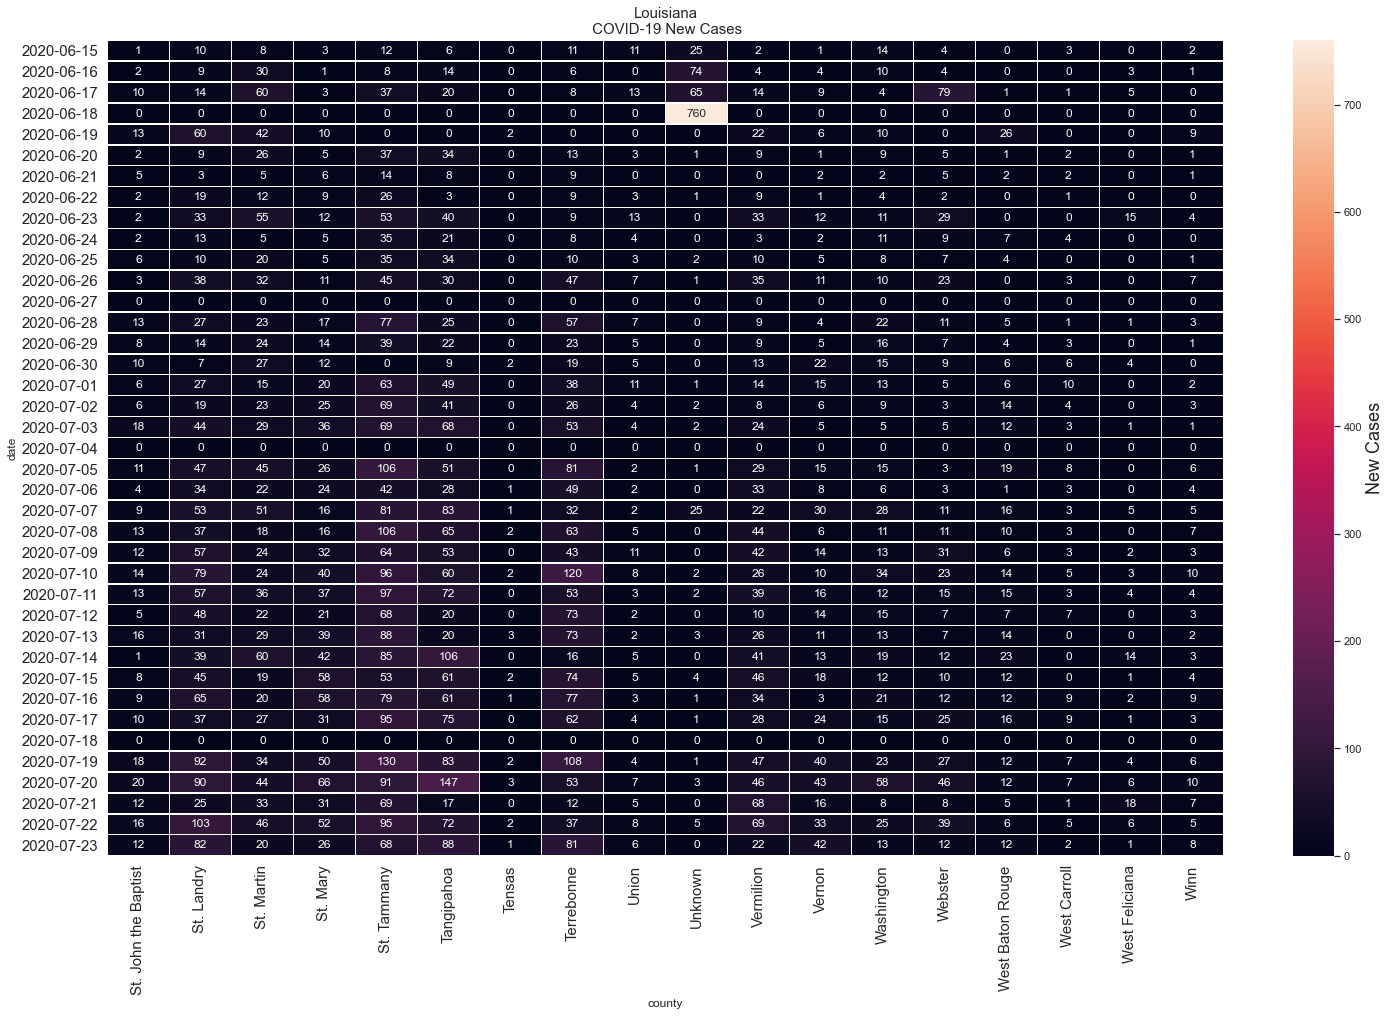 Louisiana
COVID-19 New Cases
2020-06-15 1 10 8 3 12 6 0 11 11 25 2 1 14 4 0 3 0 2
2020-06-16 2 9 30 1 8 14 0 6 0 74 4 4 10 4 0 0 3 1
2020-06-17 10 14 60 3 37 20 0 8 13 65 14 9 4 79 1 1 5 0
2020-06-18 0 0 0 0 0 0 0 0 0 760 0 0 0 0 0 0 0 0
2020-06-19 13 60 42 10 0 0 2 0 0 0 22 6 10 0 26 0 0 9
2020-06-20 2 9 26 5 37 34 0 13 3 1 9 1 9 5 1 2 0 1
2020-06-21 5 3 5 6 14 8 0 9 0 0 0 2 2 5 2 2 0 1
2020-06-22 2 19 12 9 26 3 0 9 3 1 9 1 4 2 0 1 0 0
2020-06-23 2 33 55 12 53 40 0 9 13 0 33 12 11 29 0 0 15 4
2020-06-24 2 13 5 5 35 21 0 8 4 0 3 2 11 9 7 4 0 0
2020-06-25 6 10 20 5 35 34 0 10 3 2 10 5 8 7 4 0 0 1
2020-06-26 3 38 32 11 45 30 0 47 7 1 35 11 10 23 0 3 0 7
2020-06-27 0 0 0 0 0 0 0 0 0 0 0 0 0 0 0 0 0 0
2020-06-28 13 27 23 17 77 25 0 57 7 0 9 4 22 11 5 1 1 3
2020-06-29 8 14 24 14 39 22 0 23 5 0 9 5 16 7 4 3 0 1
2020-06-30 10 7 27 12 0 9 2 19 5 0 13 22 15 9 6 6 4 0
2020-07-01 6 27 15 20 63 49 0 38 11 1 14 15 13 5 6 10 0 2
2020-07-02 6 19 23 25 69 41 0 26 4 2 8 6 9 3 14 4 0 3
2020-07-03 18 44 29 36 69 68 0 53 4 2 24 5 5 5 12 3 1 1
2020-07-04 0 0 0 0 0 0 0 0 0 0 0 0 0 0 0 0 0 0
2020-07-05 11 47 45 26 106 51 0 81 2 1 29 15 15 3 19 8 0 6
2020-07-06 4 34 22 24 42 28 1 49 2 0 33 8 6 3 1 3 0 4
2020-07-07 9 53 51 16 81 83 1 32 2 25 22 30 28 11 16 3 5 5
2020-07-08 13 37 18 16 106 65 2 63 5 0 44 6 11 11 10 3 0 7
2020-07-09 12 57 24 32 64 53 0 43 11 0 42 14 13 31 6 3 2 3
2020-07-10 14 79 24 40 96 60 2 120 8 2 26 10 34 23 14 5 3 10
2020-07-11 13 57 36 37 97 72 0 53 3 2 39 16 12 15 15 3 4 4
2020-07-12 5 48 22 21 68 20 0 73 2 0 10 14 15 7 7 7 0 3
2020-07-13 16 31 29 39 88 20 3 73 2 3 26 11 13 7 14 0 0 2
2020-07-14 1 39 60 42 85 106 0 16 5 0 41 13 19 12 23 0 14 3
2020-07-15 8 45 19 58 53 61 2 74 5 4 46 18 12 10 12 0 1 4
2020-07-16 9 65 20 58 79 61 1 77 3 1 34 3 21 12 12 9 2 9
2020-07-17 10 37 27 31 95 75 0 62 4 1 28 24 15 25 16 9 1 3
2020-07-18 0 0 0 0 0 0 0 0 0 0 0 0 0 0 0 0 0 0
2020-07-19 18 92 34 50 130 83 2 108 4 1 47 40 23 27 12 7 4 6
2020-07-20 20 90 44 66 91 147 3 53 7 3 46 43 58 46 12 7 6 10
2020-07-21 12 25 33 31 69 17 0 12 5 0 68 16 8 8 5 1 18 7
2020-07-22 16 103 46 52 95 72 2 37 8 5 69 33 25 39 6 5 6 5
2020-07-23 12 82 20 26 68 88 1 81 6 0 22 42 13 12 12 2 1 8
date
St. John the Baptist
St. Landry
St. Martin
St. Mary
St. Tammany
Tangipahoa
Tensas
Terrebonne
Union
Unknown
Vermilion
Vernon
Washington
Webster
West Baton Rouge
West Carroll
West Feliciana
Winn
county
700
600
500
400
300
200
100
0
New Cases